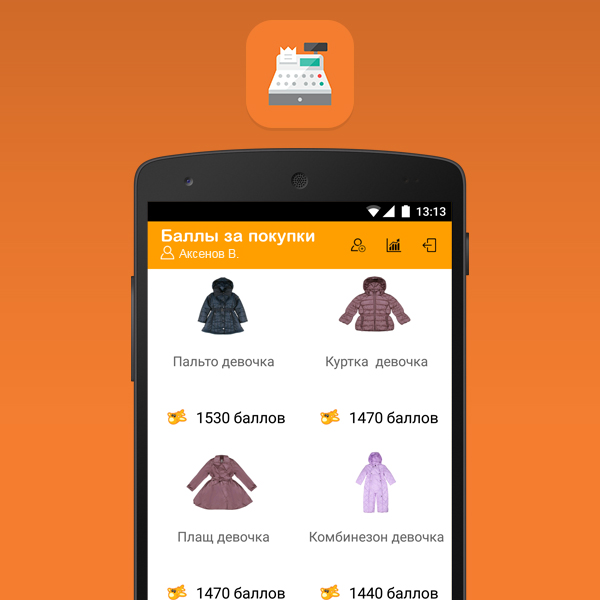 13:13
Баллы за покупки
Аксенов В.
Пальто девочка
Куртка девочка
1530 баллов
1470 баллов
Плащ девочка
Комбинезон девочка
1470 баллов
1440 баллов